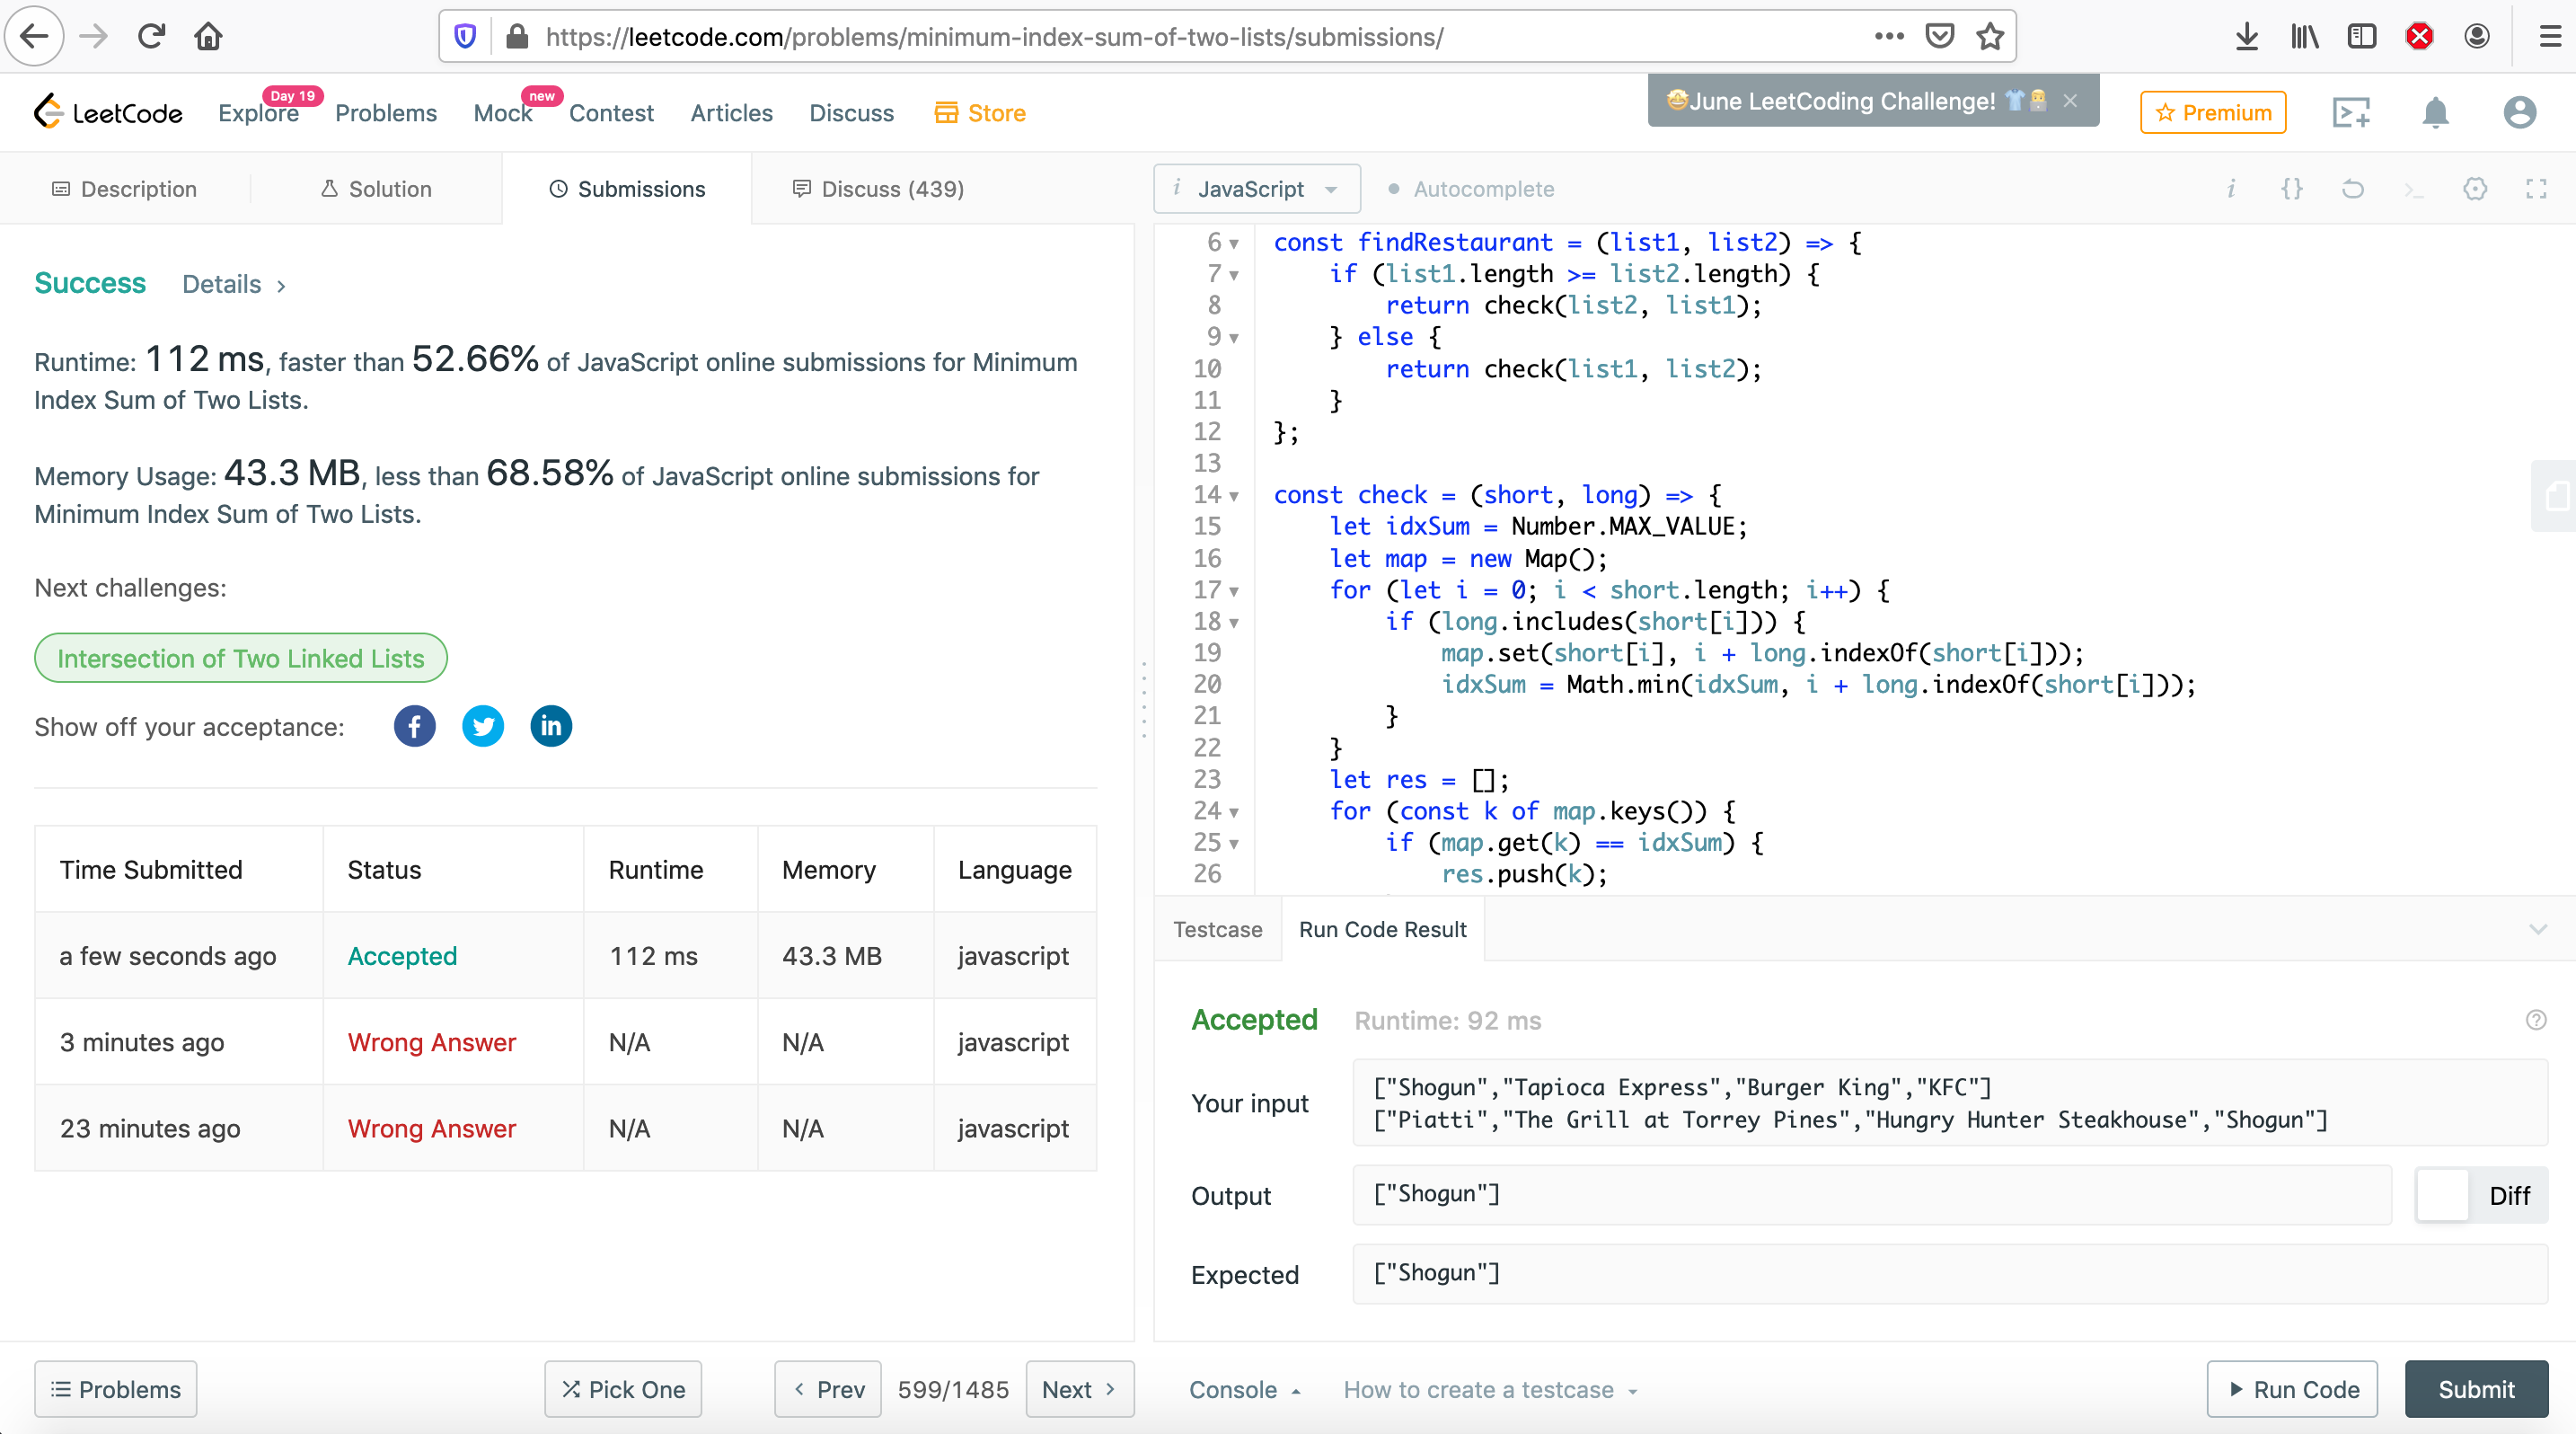 https://leetcode.com/problems/minimum-index-sum-of-two-lists/submissions/
LeetCode
Explore
Day 19
Problems
Mock
new
Contest
Articles
Discuss
Store
🤩June LeetCoding Challenge! 👕👩‍💻 ×
Premium
Description
Solution
Submissions
Discuss (439)
Success
Details >
Runtime: 112 ms, faster than 52.66% of JavaScript online submissions for Minimum
Index Sum of Two Lists.
Memory Usage: 43.3 MB, less than 68.58% of JavaScript online submissions for
Minimum Index Sum of Two Lists.
Next challenges:
Intersection of Two Linked Lists
Show off your acceptance:
Time Submitted Status Runtime Memory Language
a few seconds ago Accepted 112 ms 43.3 MB javascript
3 minutes ago Wrong Answer N/A N/A javascript
23 minutes ago Wrong Answer N/A N/A javascript
i JavaScript
Autocomplete
6 const findRestaurant = (list1, list2) => {
7     if (list1.length >= list2.length) {
8         return check(list2, list1);
9     } else {
10         return check(list1, list2);
11     }
12 };
13
14 const check = (short, long) => {
15     let idxSum = Number.MAX_VALUE;
16     let map = new Map();
17     for (let i = 0; i < short.length; i++) {
18         if (long.includes(short[i])) {
19             map.set(short[i], i + long.indexOf(short[i]));
20             idxSum = Math.min(idxSum, i + long.indexOf(short[i]));
21         }
22     }
23     let res = [];
24     for (const k of map.keys()) {
25         if (map.get(k) == idxSum) {
26             res.push(k);
Testcase
Run Code Result
Accepted
Runtime: 92 ms
Your input
["Shogun","Tapioca Express","Burger King","KFC"]
["Piatti","The Grill at Torrey Pines","Hungry Hunter Steakhouse","Shogun"]
Output
["Shogun"]
Diff
Expected
["Shogun"]
Problems
Pick One
< Prev
599/1485
Next >
Console
How to create a testcase
Run Code
Submit